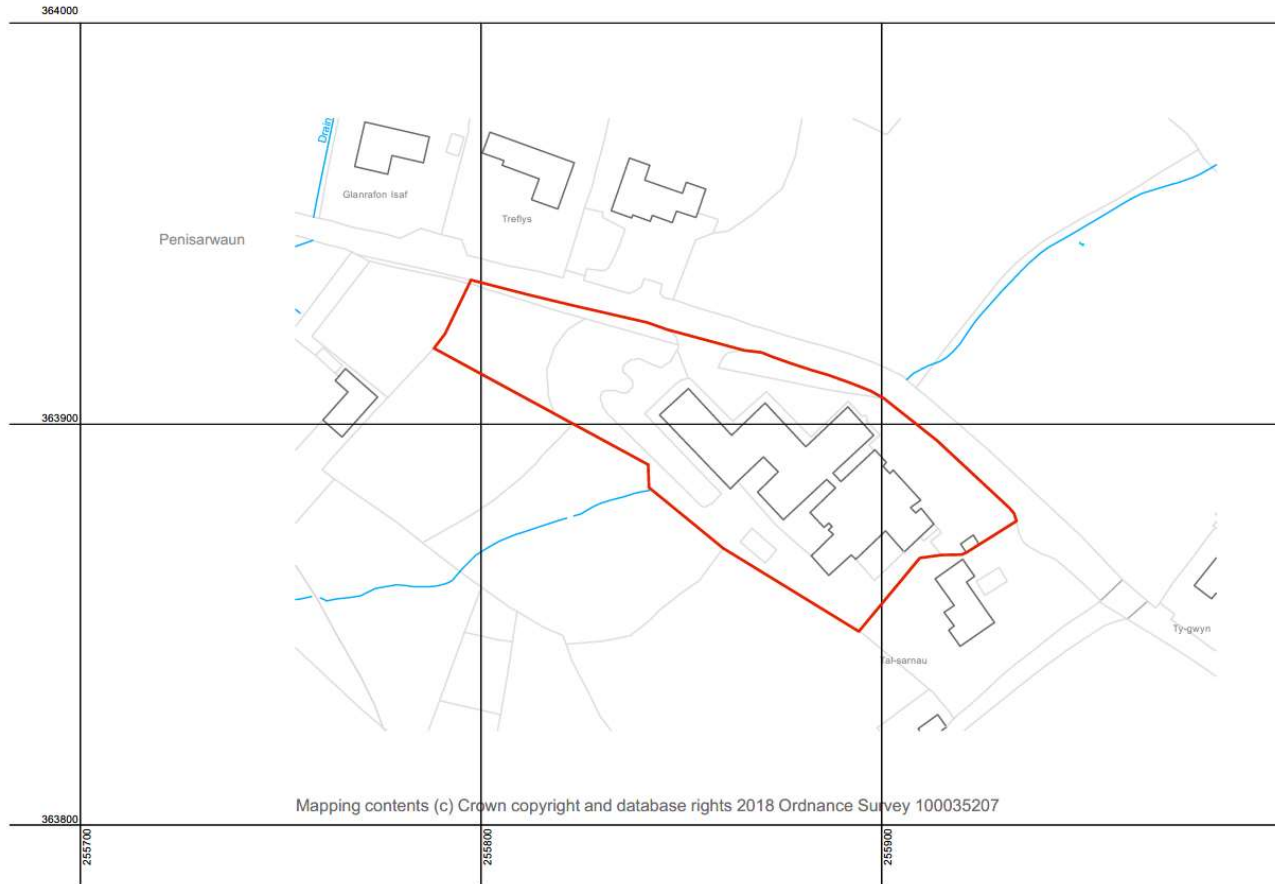 364000
Drain
Glanrafon Isaf
Treflys
Penisarwaun
363900
Ty-gwyn
Tal-sarnau
Mapping contents (c) Crown copyright and database rights 2018 Ordnance Survey 100035207
363800
255700
255800
255900